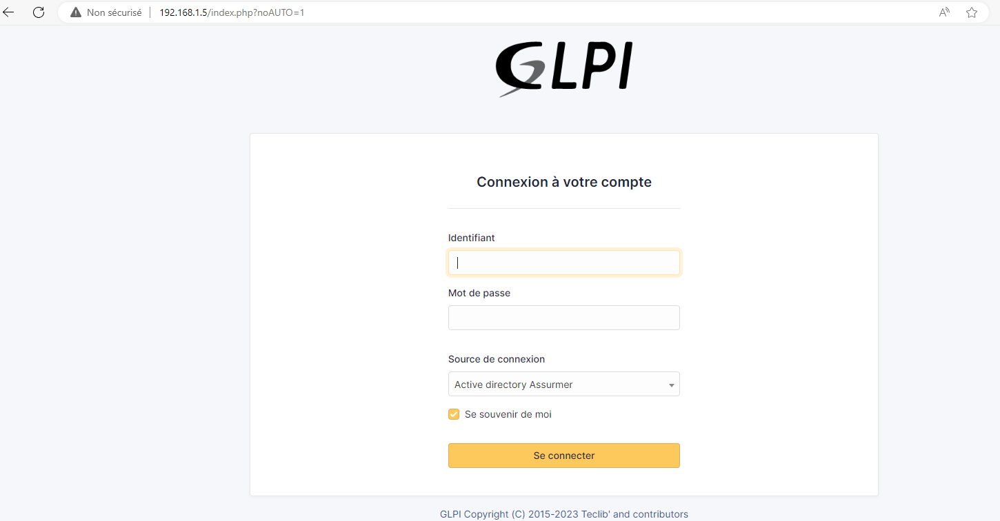 Non sécurisé 192.168.1.5/index.php?noAUTO=1 A
GLPI
Connexion à votre compte
Identifiant
Mot de passe
Source de connexion
Active directory Assurmer
Se souvenir de moi
Se connecter
GLPI Copyright (C) 2015-2023 Teclib' and contributors